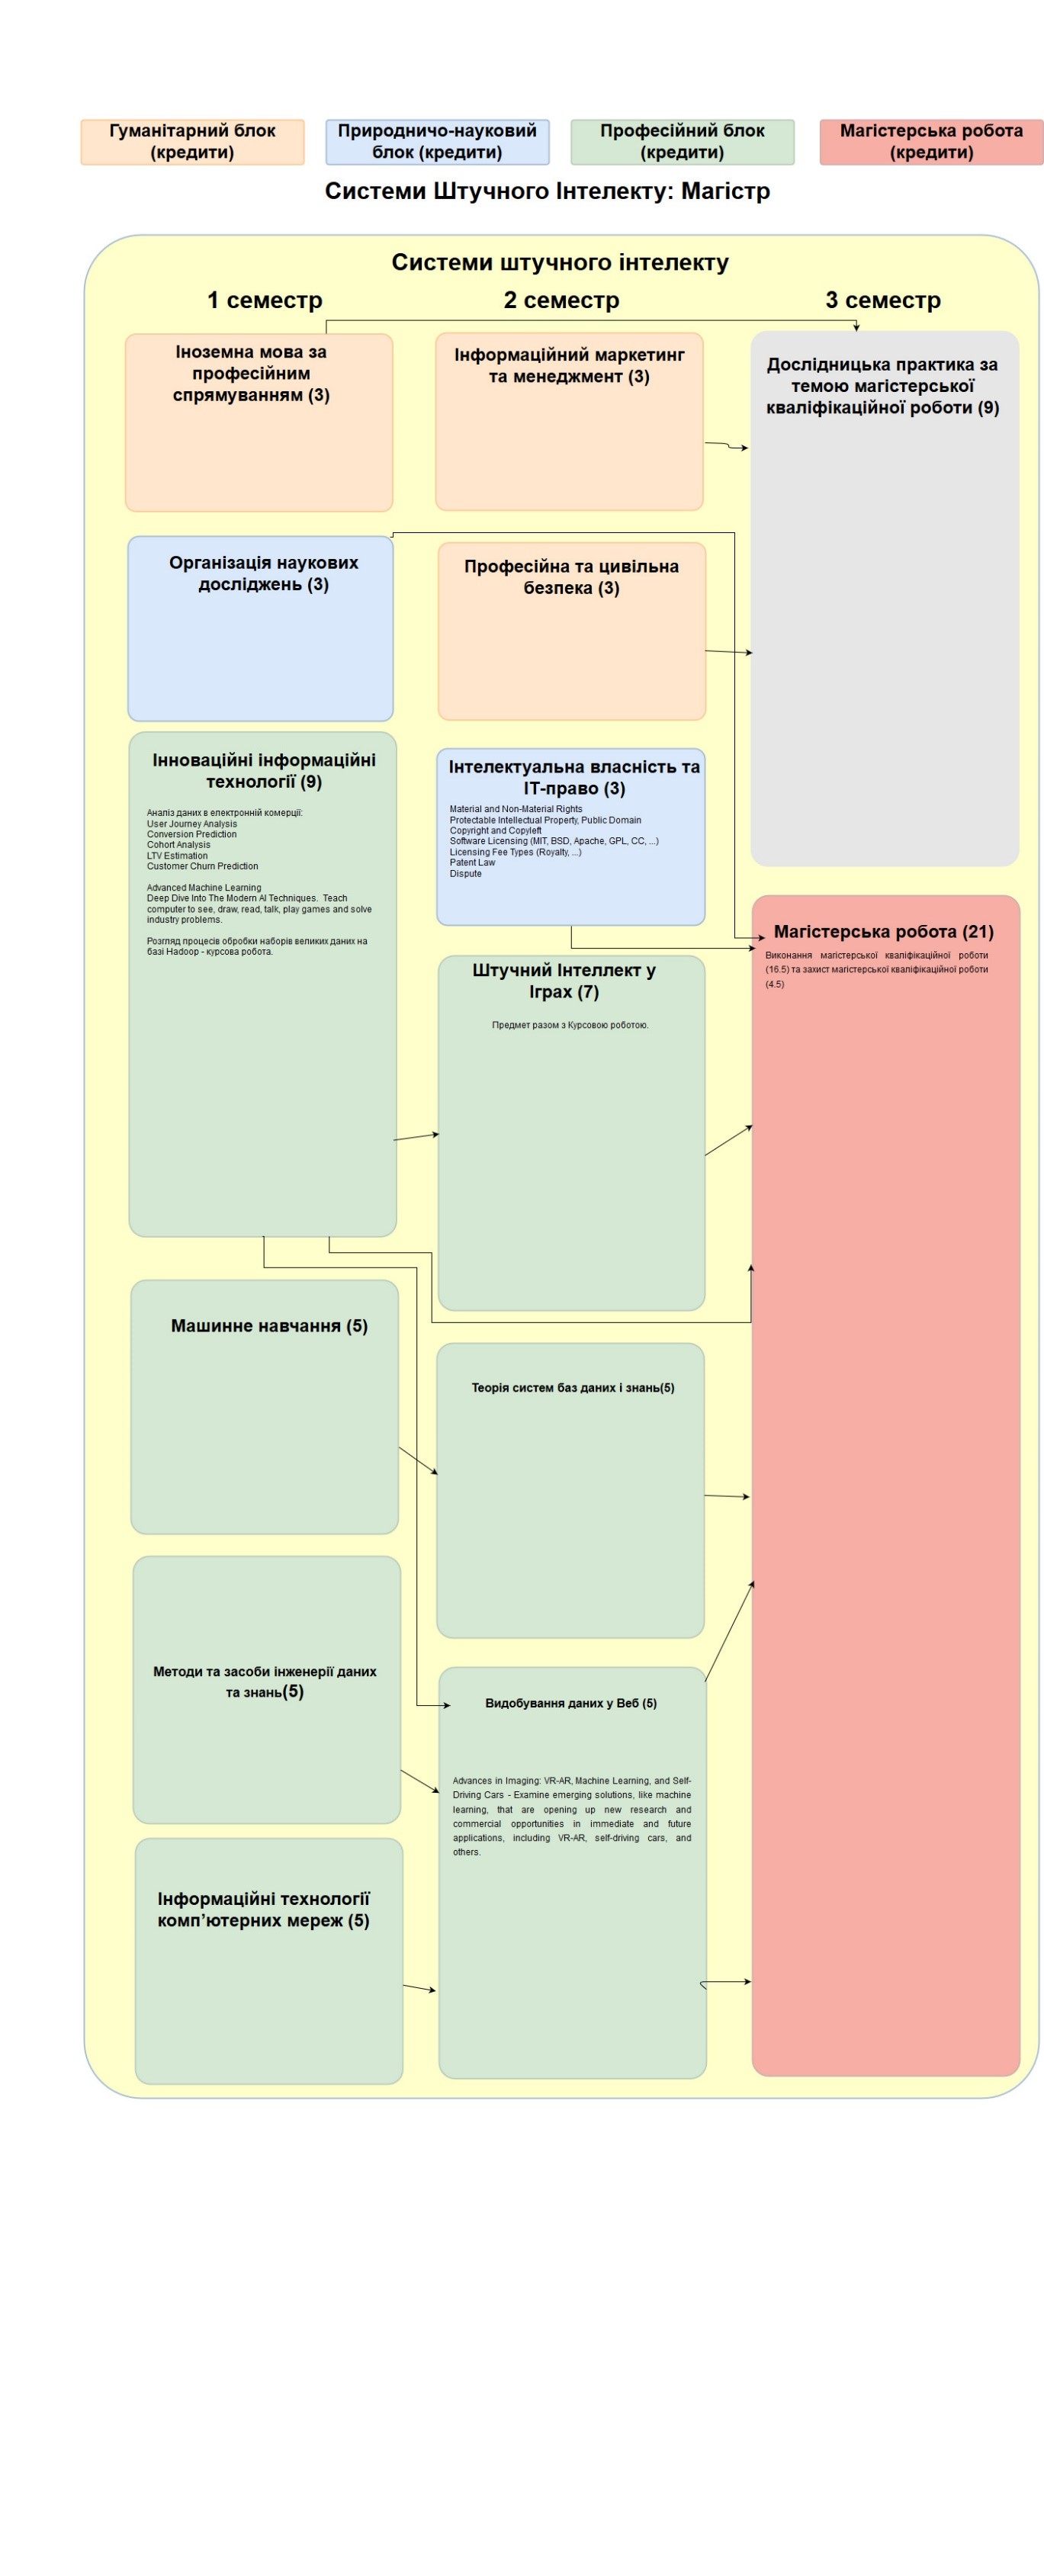 Гуманітарний блок
(кредити)
Природничо-науковий
блок (кредити)
Професійний блок
(кредити)
Магістерська робота
(кредити)
Системи Штучного Інтелекту: Магістр
Системи штучного інтелекту
1 семестр
2 семестр
3 семестр
Іноземна мова за
професійним
спрямуванням (3)
Інформаційний маркетинг
та менеджмент (3)
Дослідницька практика за
темою магістерської
кваліфікаційної роботи (9)
Організація наукових
досліджень (3)
Професійна та цивільна
безпека (3)
Інноваційні інформаційні
технології (9)
Аналіз даних в електронній комерції:
User Journey Analysis
Conversion Prediction
Cohort Analysis
LTV Estimation
Customer Churn Prediction
Advanced Machine Learning
Deep Dive Into The Modern AI Techniques. Teach
computer to see, draw, read, talk, play games and solve
industry problems.
Розгляд процесів обробки наборів великих даних на
базі Hadoop - курсова робота.
Інтелектуальна власність та
ІТ-право (3)
Material and Non-Material Rights
Protectable Intellectual Property, Public Domain
Copyright and Copyleft
Software Licensing (MIT, BSD, Apache, GPL, CC, ...)
Licensing Fee Types (Royalty, ...)
Patent Law
Dispute
Магістерська робота (21)
Виконання магістерської кваліфікаційної роботи
(16.5) та захист магістерської кваліфікаційної роботи
(4.5)
Штучний Інтеллект у
Іграх (7)
Предмет разом з Курсовою роботою.
Машинне навчання (5)
Теорія систем баз даних і знань(5)
Методи та засоби інженерії даних
та знань(5)
Видобування даних у Веб (5)
Advances in Imaging: VR-AR, Machine Learning, and Self-
Driving Cars - Examine emerging solutions, like machine
learning, that are opening up new research and
commercial opportunities in immediate and future
applications, including VR-AR, self-driving cars, and
others.
Інформаційні технології
комп’ютерних мереж (5)